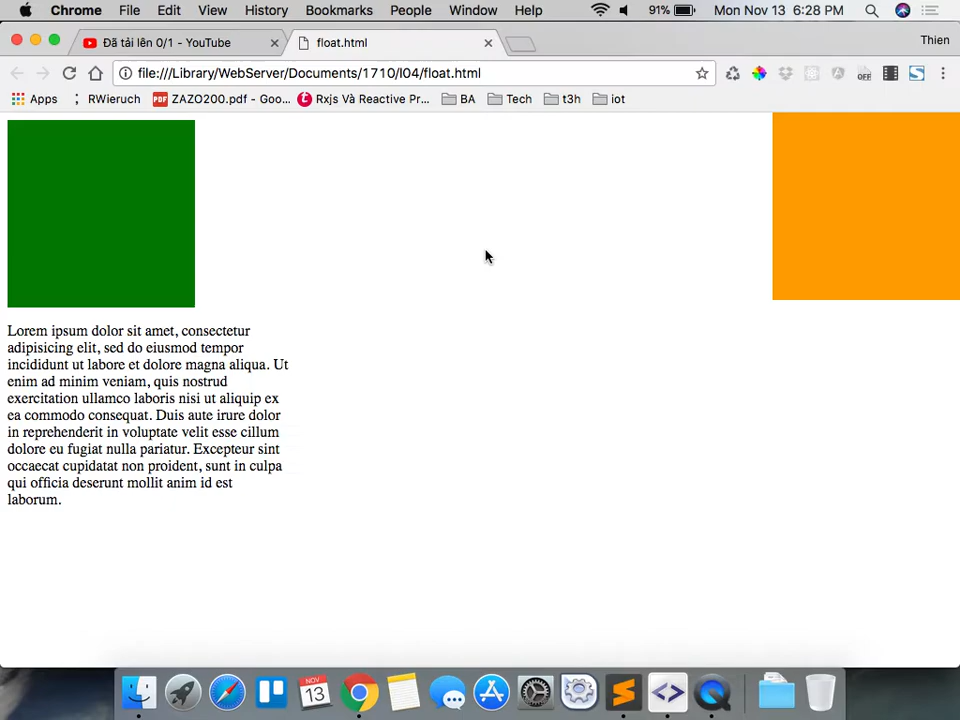 Chrome File Edit View History Bookmarks People Window Help 91% Mon Nov 13 6:28 PM
Đã tải lên 0/1 - YouTube float.html Thien
file:///Library/WebServer/Documents/1710/l04/float.html OFF
Apps RWieruch PDF ZAZO200.pdf - Goo... Rxjs Và Reactive Pr... BA Tech t3h iot
Lorem ipsum dolor sit amet, consectetur
adipisicing elit, sed do eiusmod tempor
incididunt ut labore et dolore magna aliqua. Ut
enim ad minim veniam, quis nostrud
exercitation ullamco laboris nisi ut aliquip ex
ea commodo consequat. Duis aute irure dolor
in reprehenderit in voluptate velit esse cillum
dolore eu fugiat nulla pariatur. Excepteur sint
occaecat cupidatat non proident, sunt in culpa
qui officia deserunt mollit anim id est
laborum.
NOV
13